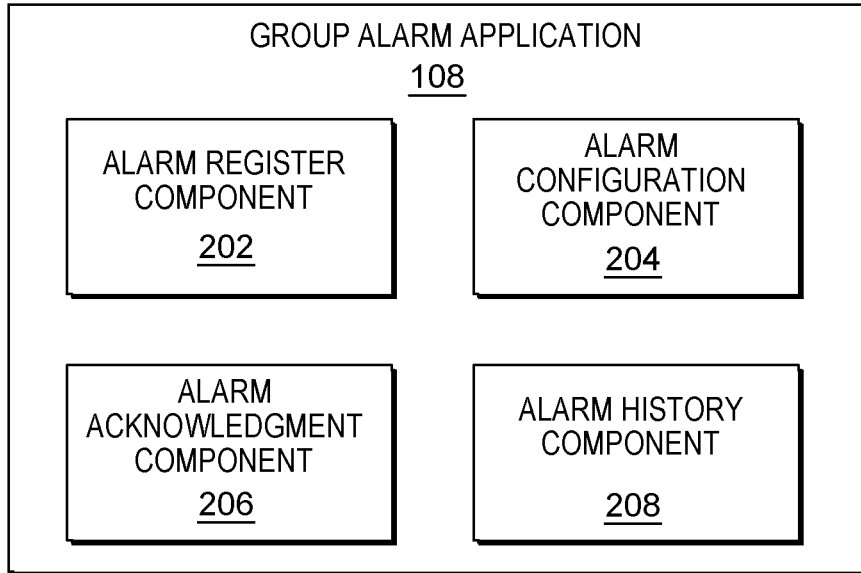 GROUP ALARM APPLICATION
108
ALARM REGISTER
COMPONENT
202
ALARM
CONFIGURATION
COMPONENT
204
ALARM
ACKNOWLEDGMENT
COMPONENT
206
ALARM HISTORY
COMPONENT
208